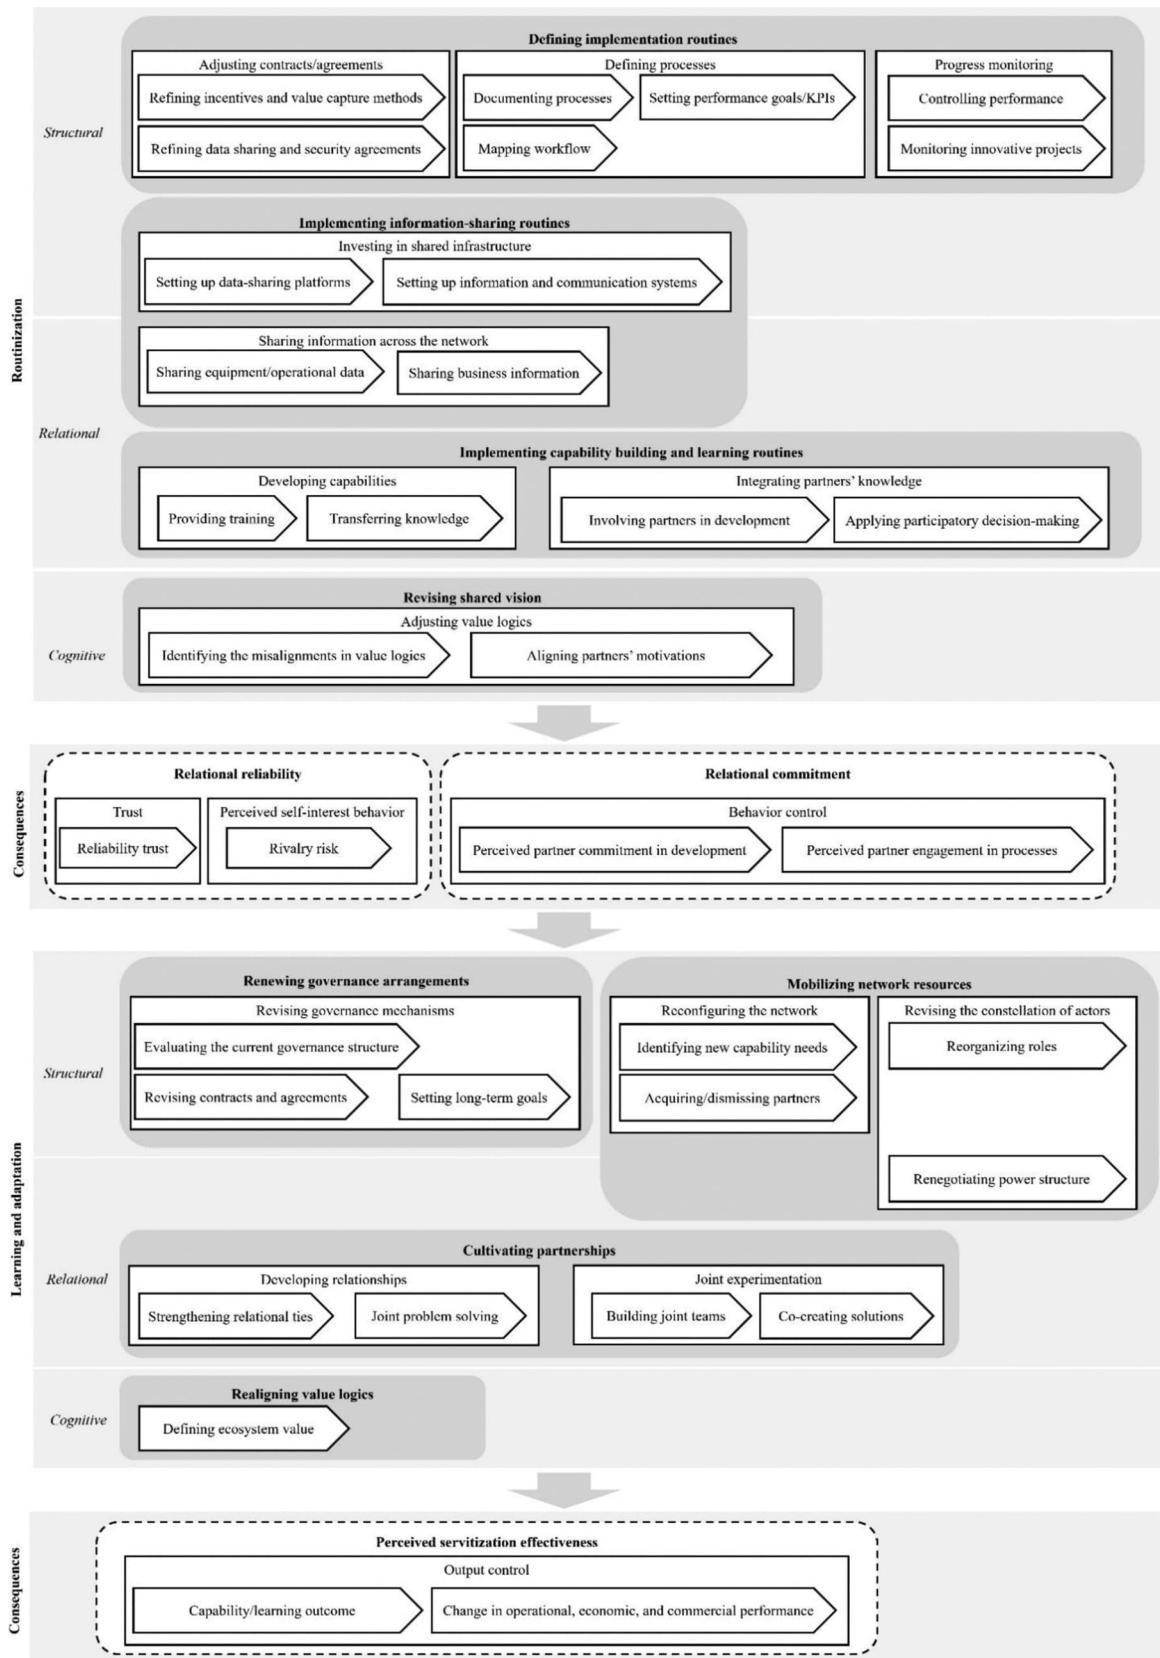 Routinization
Structural
Defining implementation routines
Adjusting contracts/agreements
Refining incentives and value capture methods
Refining data sharing and security agreements
Defining processes
Documenting processes
Setting performance goals/KPIs
Mapping workflow
Progress monitoring
Controlling performance
Monitoring innovative projects
Implementing information-sharing routines
Investing in shared infrastructure
Setting up data-sharing platforms
Setting up information and communication systems
Relational
Sharing information across the network
Sharing equipment/operational data
Sharing business information
Implementing capability building and learning routines
Developing capabilities
Providing training
Transferring knowledge
Integrating partners' knowledge
Involving partners in development
Applying participatory decision-making
Cognitive
Revising shared vision
Adjusting value logics
Identifying the misalignments in value logics
Aligning partners' motivations
Consequences
Relational reliability
Trust
Reliability trust
Perceived self-interest behavior
Rivalry risk
Relational commitment
Behavior control
Perceived partner commitment in development
Perceived partner engagement in processes
Learning and adaptation
Structural
Renewing governance arrangements
Revising governance mechanisms
Evaluating the current governance structure
Revising contracts and agreements
Setting long-term goals
Mobilizing network resources
Reconfiguring the network
Identifying new capability needs
Acquiring/dismissing partners
Revising the constellation of actors
Reorganizing roles
Renegotiating power structure
Relational
Cultivating partnerships
Developing relationships
Strengthening relational ties
Joint problem solving
Joint experimentation
Building joint teams
Co-creating solutions
Cognitive
Realigning value logics
Defining ecosystem value
Consequences
Perceived servitization effectiveness
Output control
Capability/learning outcome
Change in operational, economic, and commercial performance